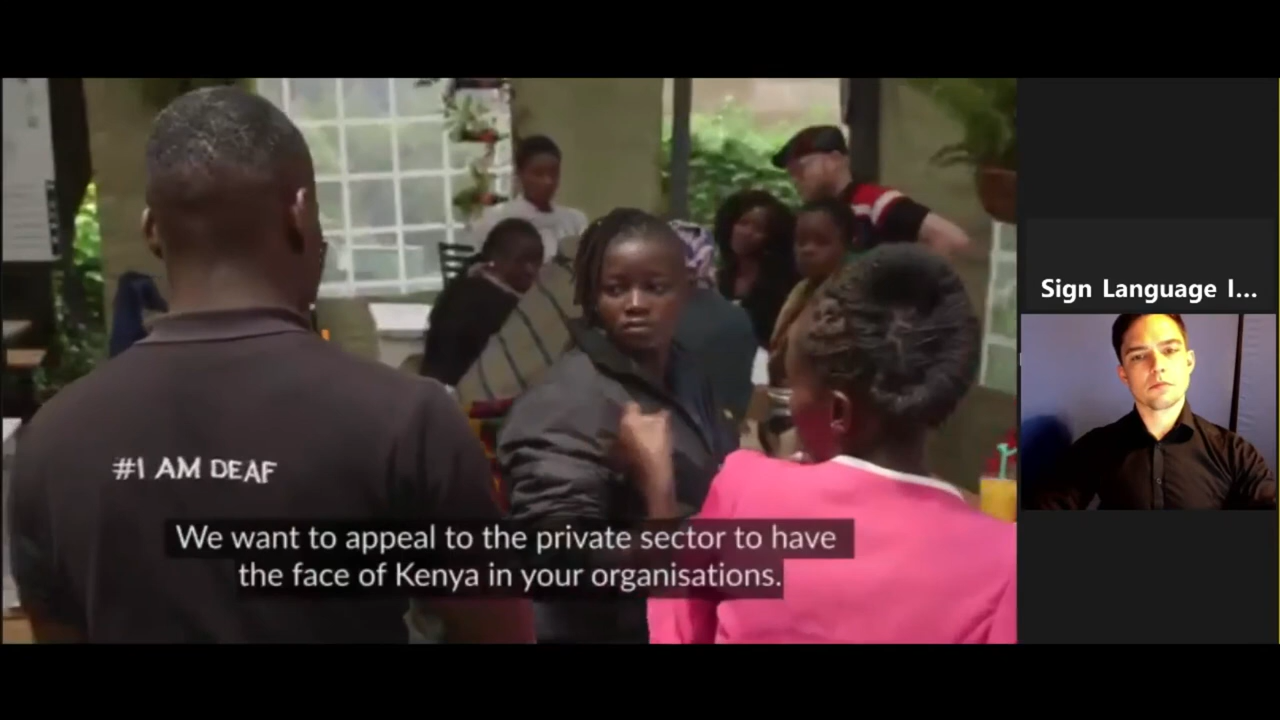 Sign Language I...
#I AM DEAF
We want to appeal to the private sector to have
the face of Kenya in your organisations.